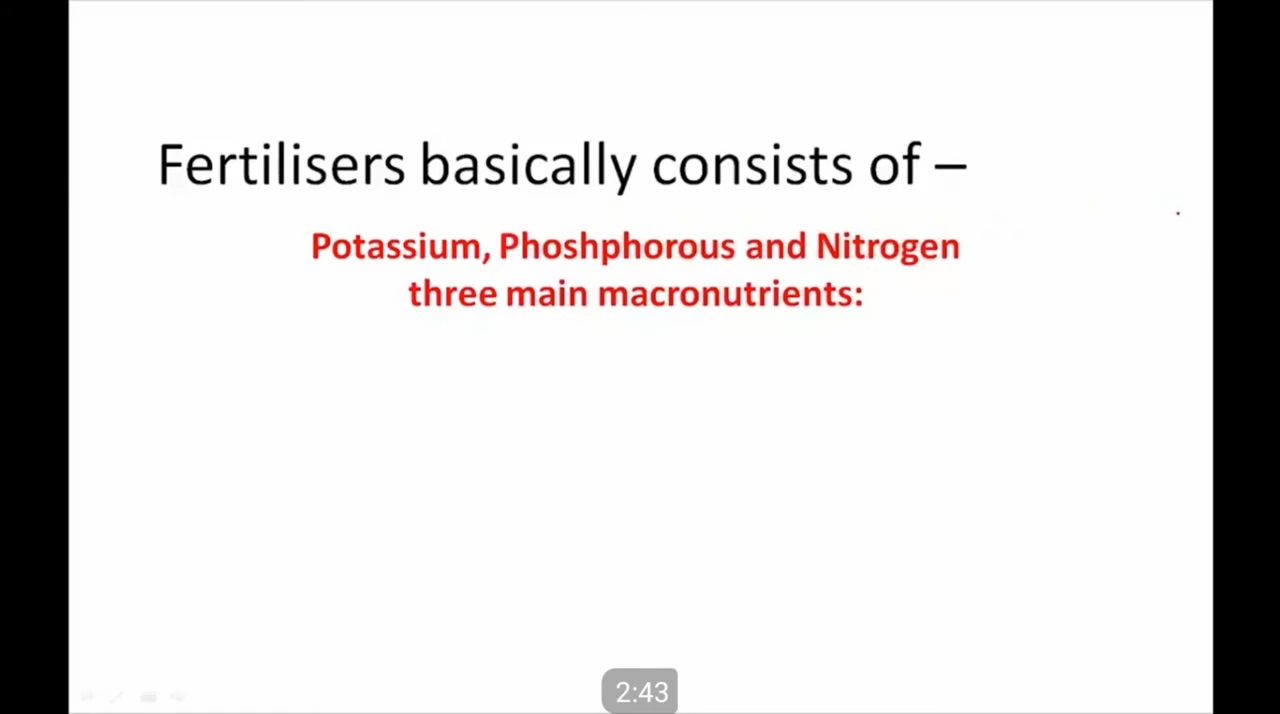 Fertilisers basically consists of –
Potassium, Phoshphorous and Nitrogen
three main macronutrients:
2:43